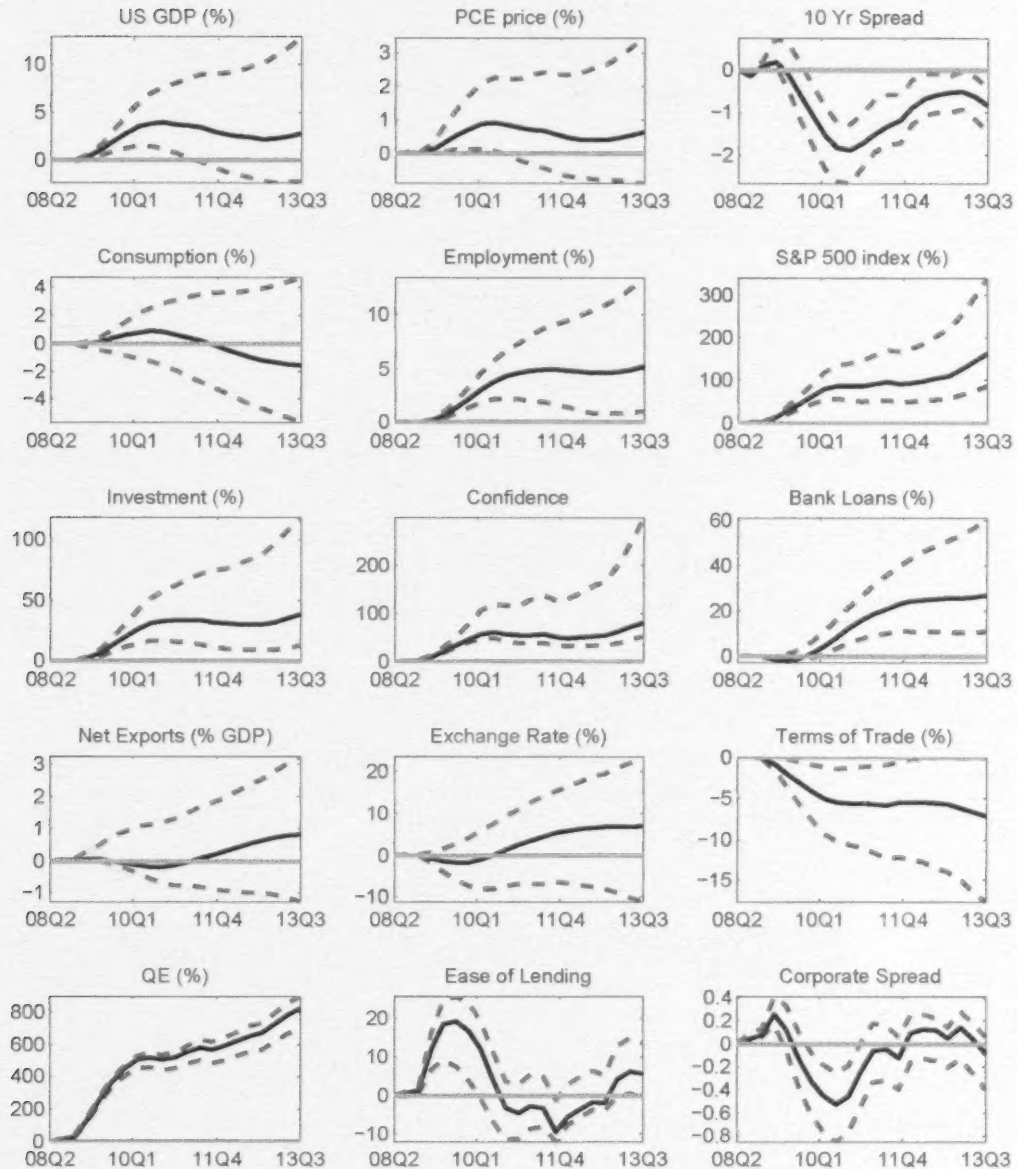 US GDP (%) PCE price (%) 10 Yr Spread
10 3 0
5 2 −1
0 1 −2
0
08Q2 10Q1 11Q4 13Q3 08Q2 10Q1 11Q4 13Q3 08Q2 10Q1 11Q4 13Q3
Consumption (%) Employment (%) S&P 500 index (%)
4 10 300
2 5 200
0 0 100
−2 0
−4
08Q2 10Q1 11Q4 13Q3 08Q2 10Q1 11Q4 13Q3 08Q2 10Q1 11Q4 13Q3
Investment (%) Confidence Bank Loans (%)
100 200 60
50 100 40
0 0 20
0
08Q2 10Q1 11Q4 13Q3 08Q2 10Q1 11Q4 13Q3 08Q2 10Q1 11Q4 13Q3
Net Exports (% GDP) Exchange Rate (%) Terms of Trade (%)
3 20 0
2 10 −5
1 0 −10
0 −10 −15
−1
08Q2 10Q1 11Q4 13Q3 08Q2 10Q1 11Q4 13Q3 08Q2 10Q1 11Q4 13Q3
QE (%) Ease of Lending Corporate Spread
800 20 0.4
600 10 0.2
400 0 0
200 −10 −0.2
0 −0.4
−0.6
−0.8
08Q2 10Q1 11Q4 13Q3 08Q2 10Q1 11Q4 13Q3 08Q2 10Q1 11Q4 13Q3